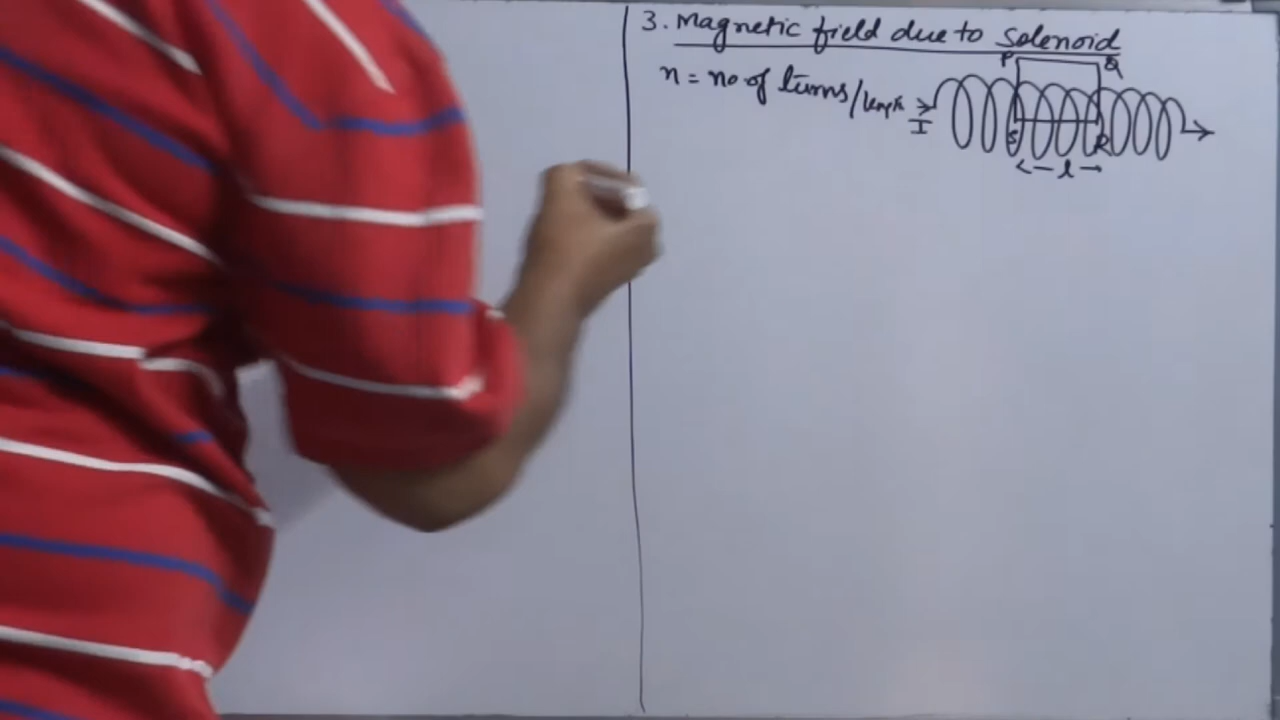 3. Magnetic field due to Solenoid
n = no of turns/length
I
P Q
S R
l